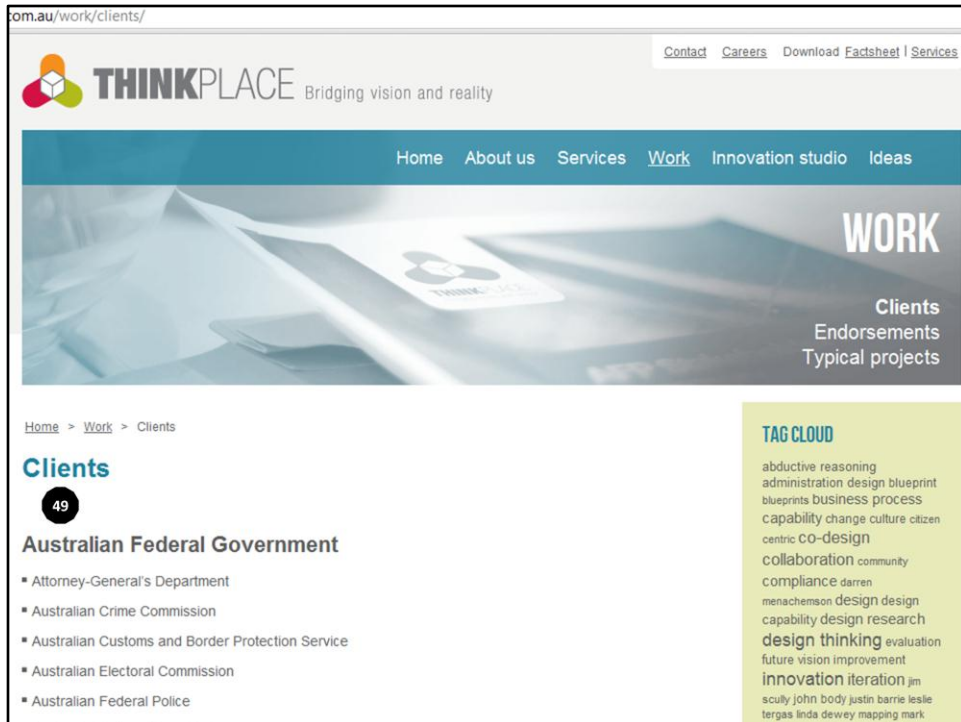 com.au/work/clients/
Contact Careers Download Factsheet | Services
THINKPLACE Bridging vision and reality
Home About us Services Work Innovation studio Ideas
WORK
THINKPLACE
Clients
Endorsements
Typical projects
Home > Work > Clients
Clients
49
Australian Federal Government
▪ Attorney-General's Department
▪ Australian Crime Commission
▪ Australian Customs and Border Protection Service
▪ Australian Electoral Commission
▪ Australian Federal Police
TAG CLOUD
abductive reasoning
administration design blueprint
blueprints business process
capability change culture citizen
centric co-design
collaboration community
compliance darren
menachemson design design
capability design research
design thinking evaluation
future vision improvement
innovation iteration jim
scully john body justin barrie leslie
tergas linda dewey mapping mark